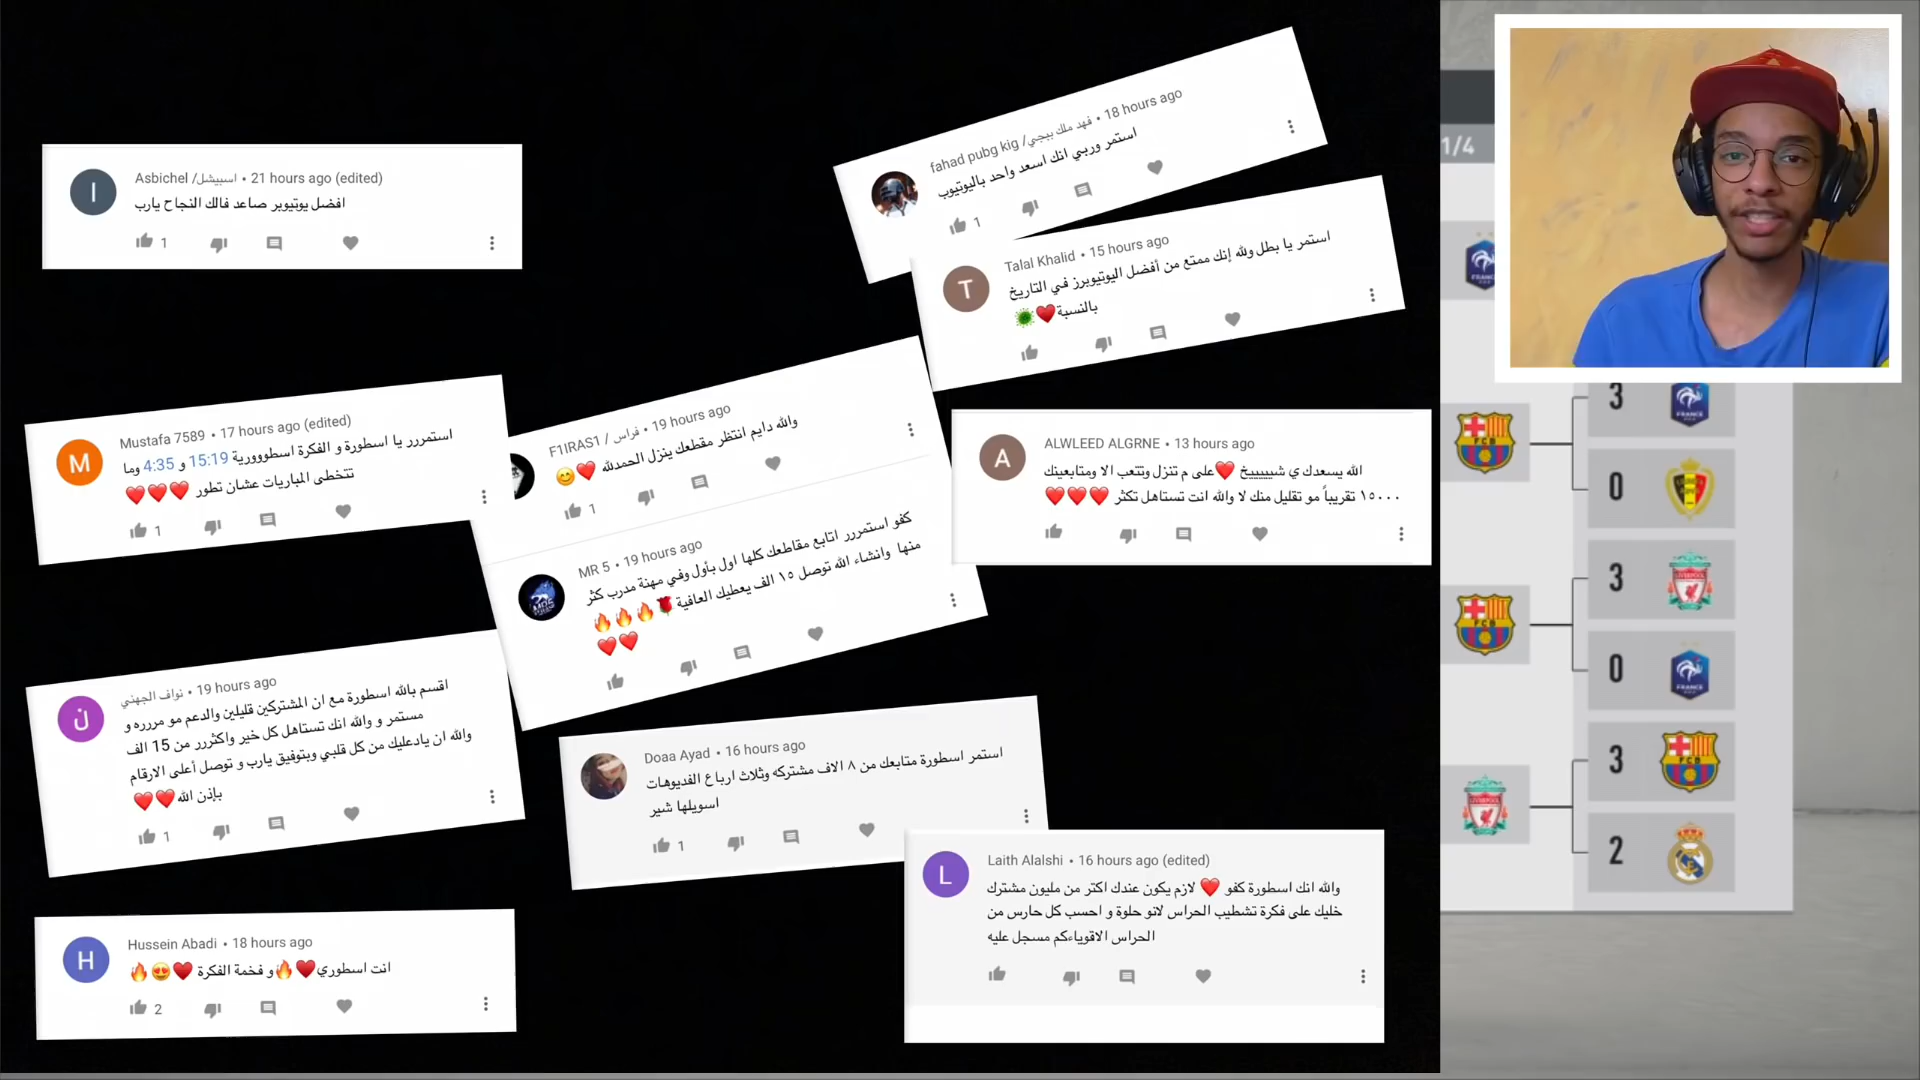 Asbichel /اسبيشل • 21 hours ago (edited)
افضل يوتيوبر صاعد فالك النجاح يارب
1
fahad pubg kig /فهد ملك ببجي • 18 hours ago
استمر وربي انك اسعد واحد باليوتيوب
1
Talal Khalid • 15 hours ago
استمر يا بطل ولله إنك ممتع من أفضل اليوتيوبرز في التاريخ
بالنسبة❤️🦠
Mustafa 7589 • 17 hours ago (edited)
استمررر يا اسطورة و الفكرة اسطووورية 15:19 و 4:35 وما
تتخطى المباريات عشان تطور ❤️❤️❤️
1
F1IRAS1 / فراس • 19 hours ago
والله دايم انتظر مقطعك ينزل الحمدلله ❤️😊
1
MR 5 • 19 hours ago
كفو استمررر اتابع مقاطعك كلها اول بأول وفي مهنة مدرب كثر
منها وانشاء الله توصل ١٥ الف يعطيك العافية🌹🔥🔥🔥
❤️❤️
ALWLEED ALGRNE • 13 hours ago
الله يسعدك ي شييييييخ ❤️على م تنزل وتتعب الا ومتابعينك
١٥٠٠٠ تقريباً مو تقليل منك لا والله انت تستاهل تكثر ❤️❤️❤️
نواف الجهني • 19 hours ago
اقسم بالله اسطورة مع ان المشتركين قليلين والدعم مو مررره و
مستمر و والله انك تستاهل كل خير واكثررر من 15 الف
والله ان يادعليك من كل قلبي وبتوفيق يارب و توصل أعلى الارقام
بإذن الله❤️❤️
1
Doaa Ayad • 16 hours ago
استمر اسطورة متابعك من ٨ الاف مشتركه وثلاث ارباع الفديوهات
اسويلها شير
1
Laith Alalshi • 16 hours ago (edited)
والله انك اسطورة كفو ❤️ لازم يكون عندك اكتر من مليون مشترك
خليك على فكرة تشطيب الحراس لانو حلوة و احسب كل حارس من
الحراس الاقوياءكم مسجل عليه
Hussein Abadi • 18 hours ago
انت اسطوري❤️🔥و فخمة الفكرة ❤️😍🔥
2
1/4
3
0
3
0
3
2